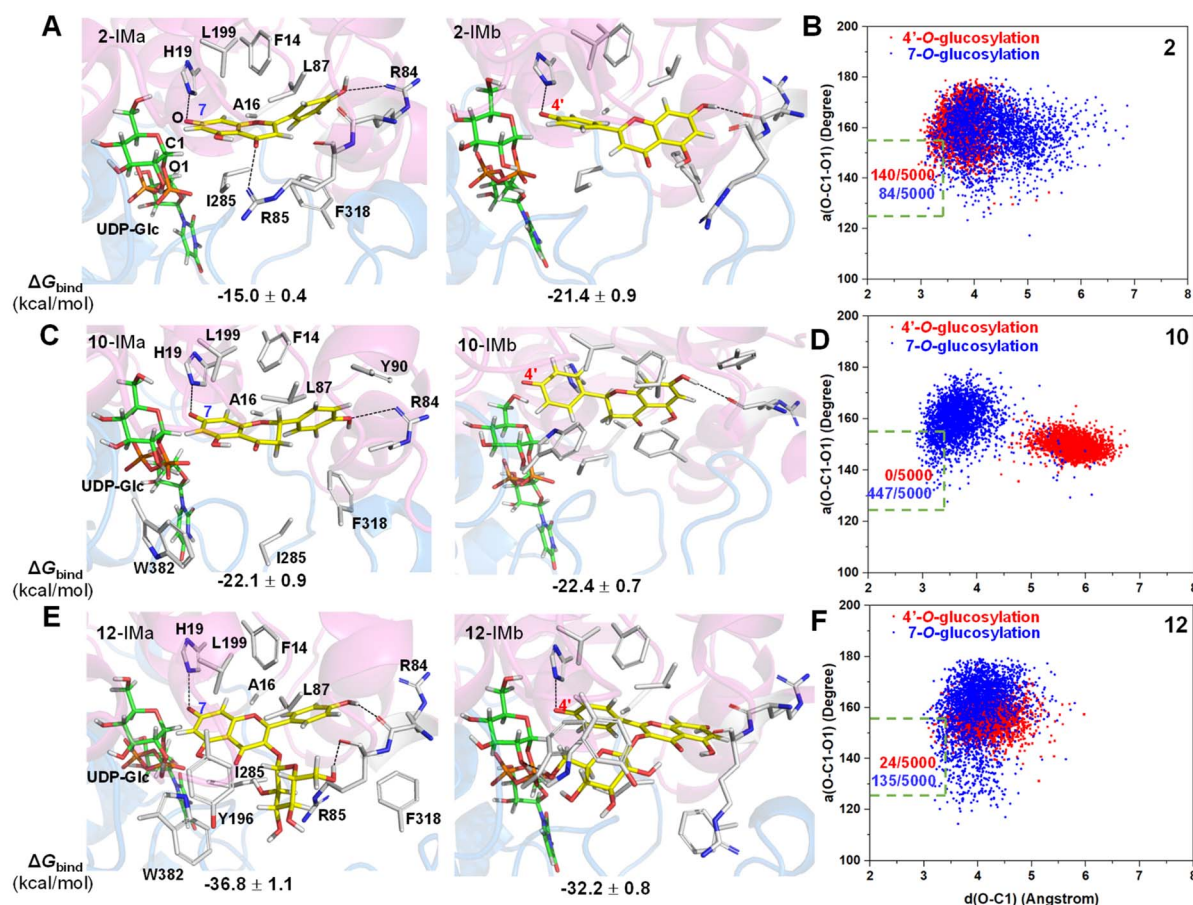 A
2-IMa
H19
L199
F14
L87
R84
O
7
A16
C1
O1
I285
R85
F318
UDP-Glc
ΔGbind
(kcal/mol)
-15.0 ± 0.4
2-IMb
4'
-21.4 ± 0.9
B
4'-O-glucosylation
7-O-glucosylation
2
a(O-C1-O1) (Degree)
200
180
160
140
120
100
140/5000
84/5000
2 3 4 5 6 7 8
C
10-IMa
H19
L199
F14
Y90
7
A16
L87
R84
UDP-Glc
F318
W382
I285
ΔGbind
(kcal/mol)
-22.1 ± 0.9
10-IMb
4'
-22.4 ± 0.7
D
4'-O-glucosylation
7-O-glucosylation
10
a(O-C1-O1) (Degree)
200
180
160
140
120
100
0/5000
447/5000
2 3 4 5 6 7 8
E
12-IMa
H19
L199
F14
R84
7
A16
L87
UDP-Glc
I285
Y196
R85
F318
W382
ΔGbind
(kcal/mol)
-36.8 ± 1.1
12-IMb
4'
-32.2 ± 0.8
F
4'-O-glucosylation
7-O-glucosylation
12
a(O-C1-O1) (Degree)
200
180
160
140
120
100
24/5000
135/5000
2 3 4 5 6 7 8
d(O-C1) (Angstrom)